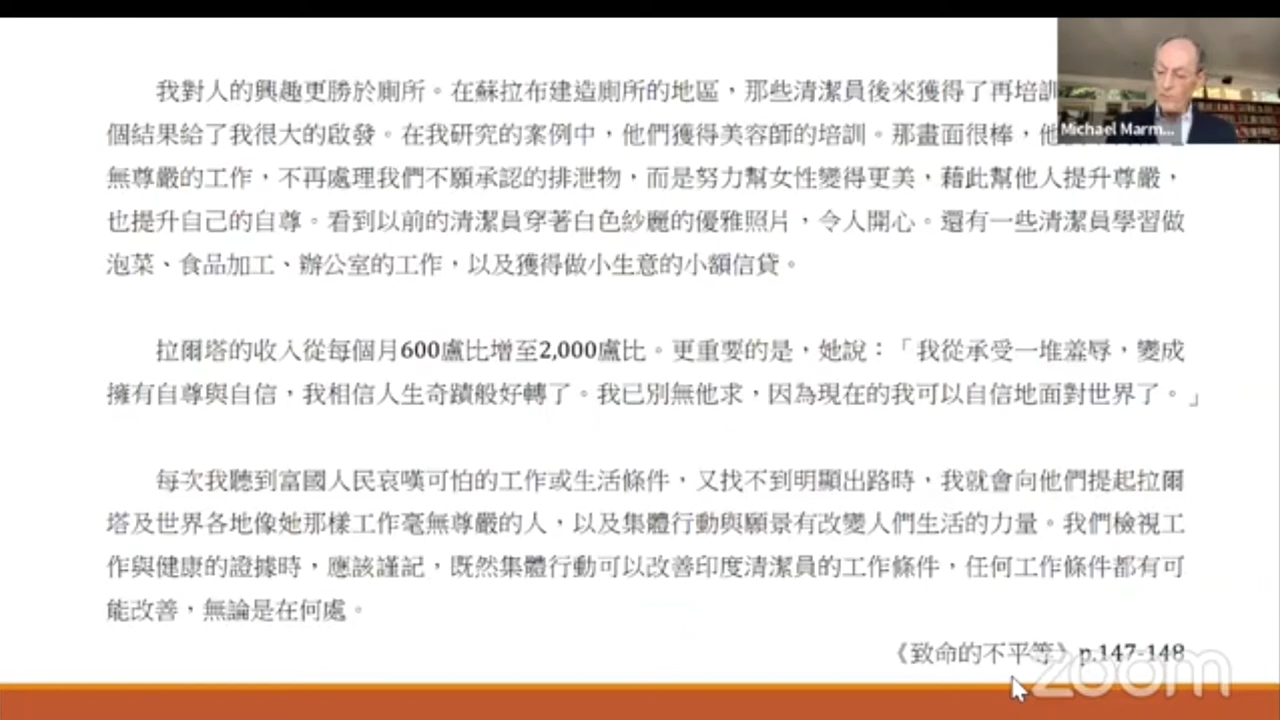 我對人的興趣更勝於廁所。在蘇拉布建造廁所的地區，那些清潔員後來獲得了再培訓
個結果給了我很大的啟發。在我研究的案例中，他們獲得美容師的培訓。那畫面很棒，他
無尊嚴的工作，不再處理我們不願承認的排泄物，而是努力幫女性變得更美，藉此幫他人提升尊嚴，
也提升自己的自尊。看到以前的清潔員穿著白色紗麗的優雅照片，令人開心。還有一些清潔員學習做
泡菜、食品加工、辦公室的工作，以及獲得做小生意的小額信貸。
拉爾塔的收入從每個月600盧比增至2,000盧比。更重要的是，她說：「我從承受一堆羞辱，變成
擁有自尊與自信，我相信人生奇蹟般好轉了。我已別無他求，因為現在的我可以自信地面對世界了。」
每次我聽到富國人民哀嘆可怕的工作或生活條件，又找不到明顯出路時，我就會向他們提起拉爾
塔及世界各地像她那樣工作毫無尊嚴的人，以及集體行動與願景有改變人們生活的力量。我們檢視工
作與健康的證據時，應該謹記，既然集體行動可以改善印度清潔員的工作條件，任何工作條件都有可
能改善，無論是在何處。
《致命的不平等》p.147-148
Michael Marm...
zoom